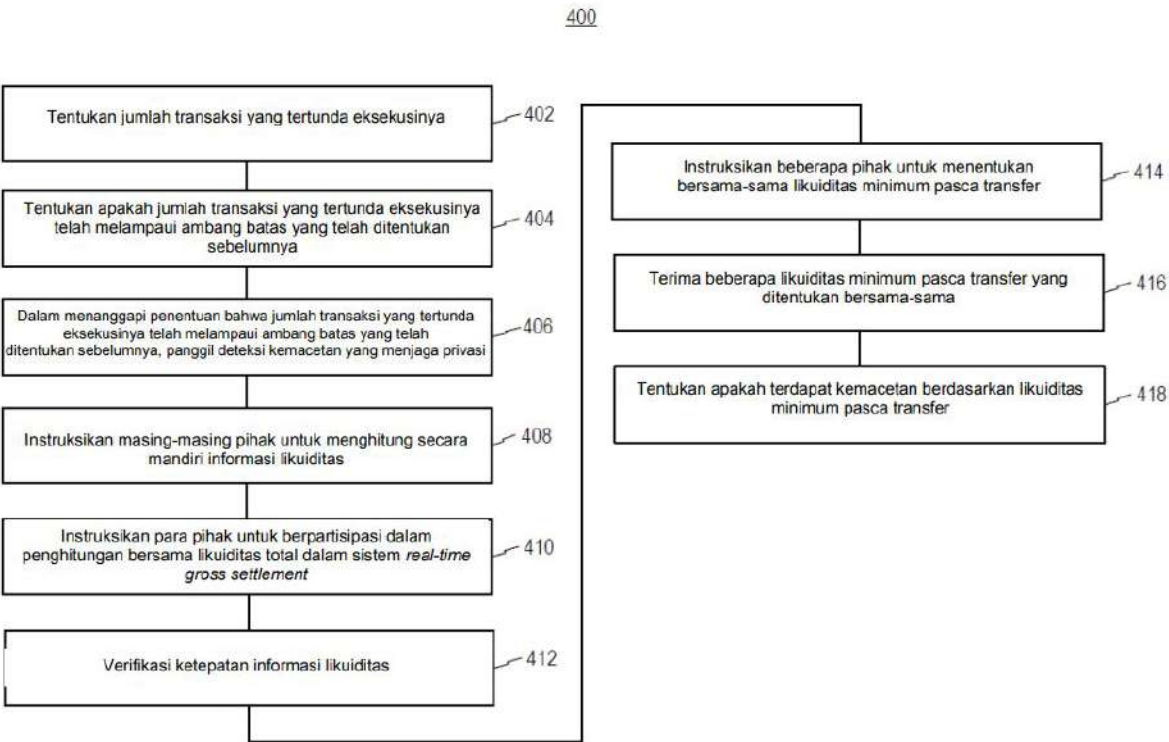 400
Tentukan jumlah transaksi yang tertunda eksekusinya
402
Tentukan apakah jumlah transaksi yang tertunda eksekusinya
telah melampaui ambang batas yang telah ditentukan
sebelumnya
404
Dalam menanggapi penentuan bahwa jumlah transaksi yang tertunda
eksekusinya telah melampaui ambang batas yang telah
ditentukan sebelumnya, panggil deteksi kemacetan yang menjaga privasi
406
Instruksikan masing-masing pihak untuk menghitung secara
mandiri informasi likuiditas
408
Instruksikan para pihak untuk berpartisipasi dalam
penghitungan bersama likuiditas total dalam sistem real-time
gross settlement
410
Verifikasi ketepatan informasi likuiditas
412
Instruksikan beberapa pihak untuk menentukan
bersama-sama likuiditas minimum pasca transfer
414
Terima beberapa likuiditas minimum pasca transfer yang
ditentukan bersama-sama
416
Tentukan apakah terdapat kemacetan berdasarkan likuiditas
minimum pasca transfer
418